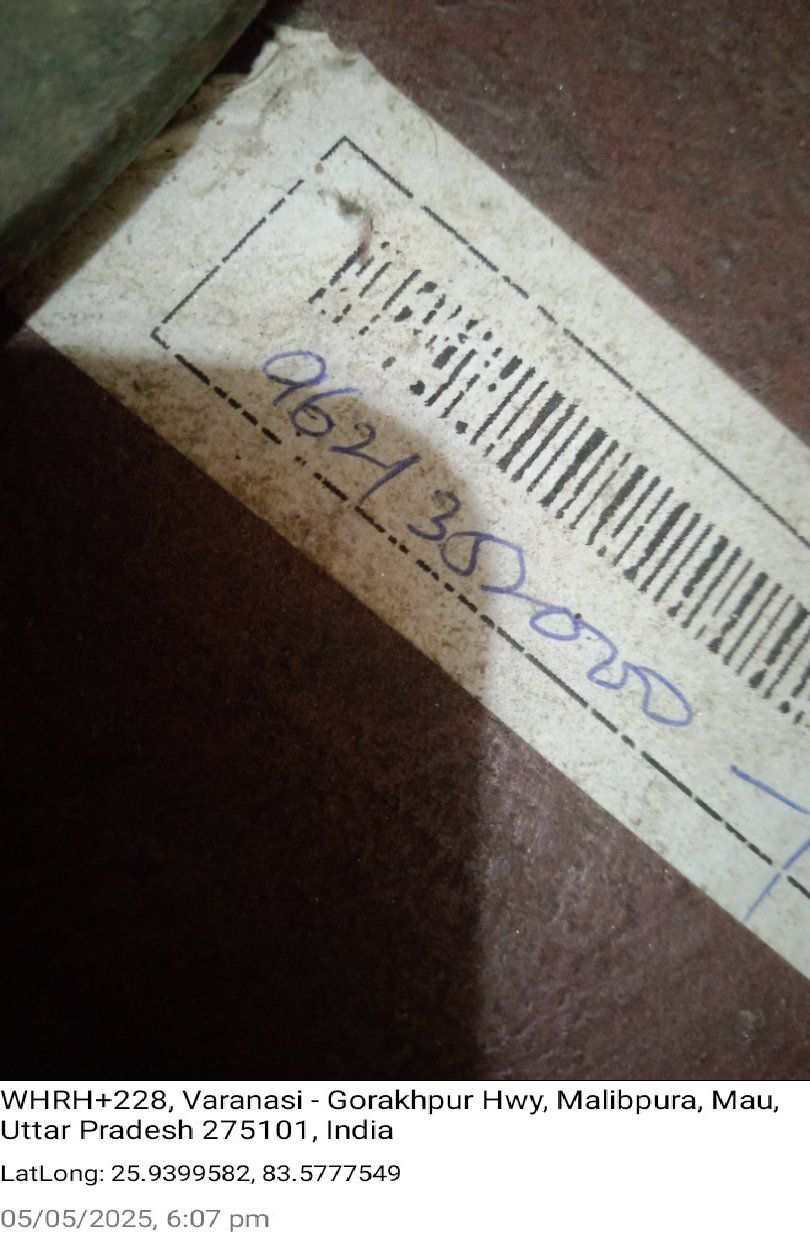 9621352020
WHRH+228, Varanasi - Gorakhpur Hwy, Malibpura, Mau,
Uttar Pradesh 275101, India
LatLong: 25.9399582, 83.5777549
05/05/2025, 6:07 pm